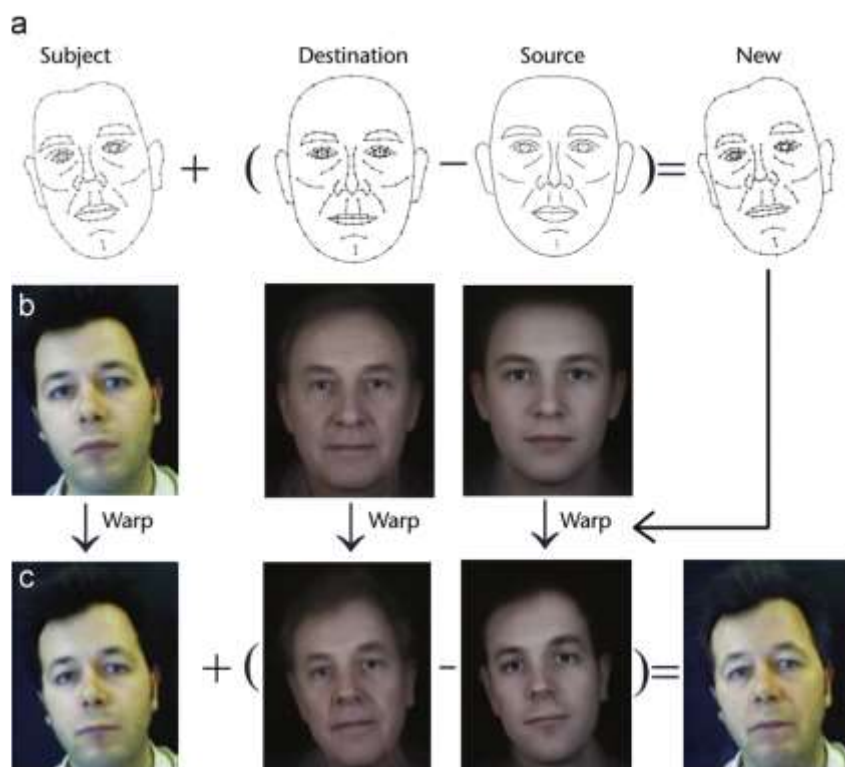 a
Subject Destination Source New
+ ( − ) =
b
Warp Warp Warp
c
+ ( - ) =